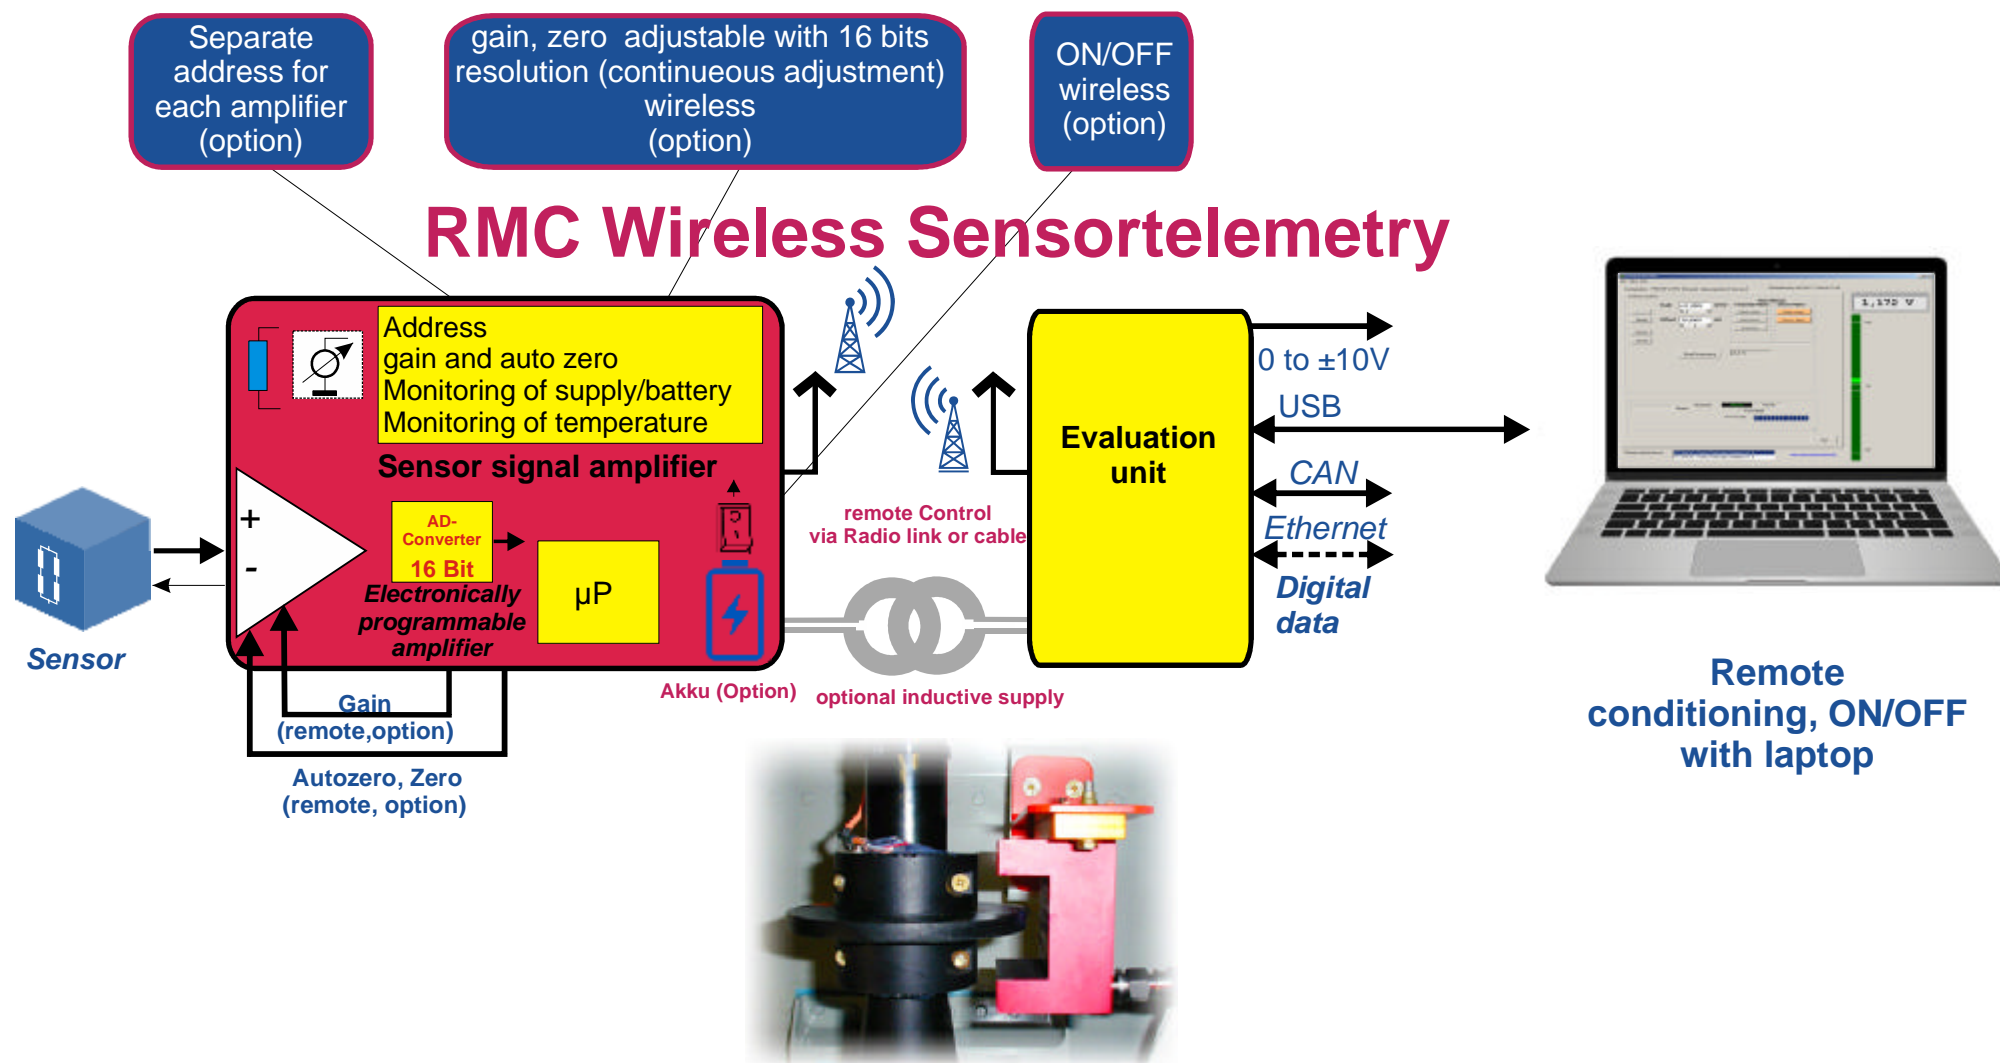 Separate
address for
each amplifier
(option)
gain, zero  adjustable with 16 bits
resolution (continueous adjustment)
wireless
(option)
ON/OFF
wireless
(option)
RMC Wireless Sensortelemetry
Address
gain and auto zero
Monitoring of supply/battery
Monitoring of temperature
Sensor signal amplifier
+
-
AD-
Converter
16 Bit
Electronically
programmable
amplifier
µP
Sensor
Gain
(remote,option)
Autozero, Zero
(remote, option)
Akku (Option)
remote Control
via Radio link or cable
optional inductive supply
Evaluation
unit
0 to ±10V
USB
CAN
Ethernet
Digital
data
1,172 V
Remote
conditioning, ON/OFF
with laptop